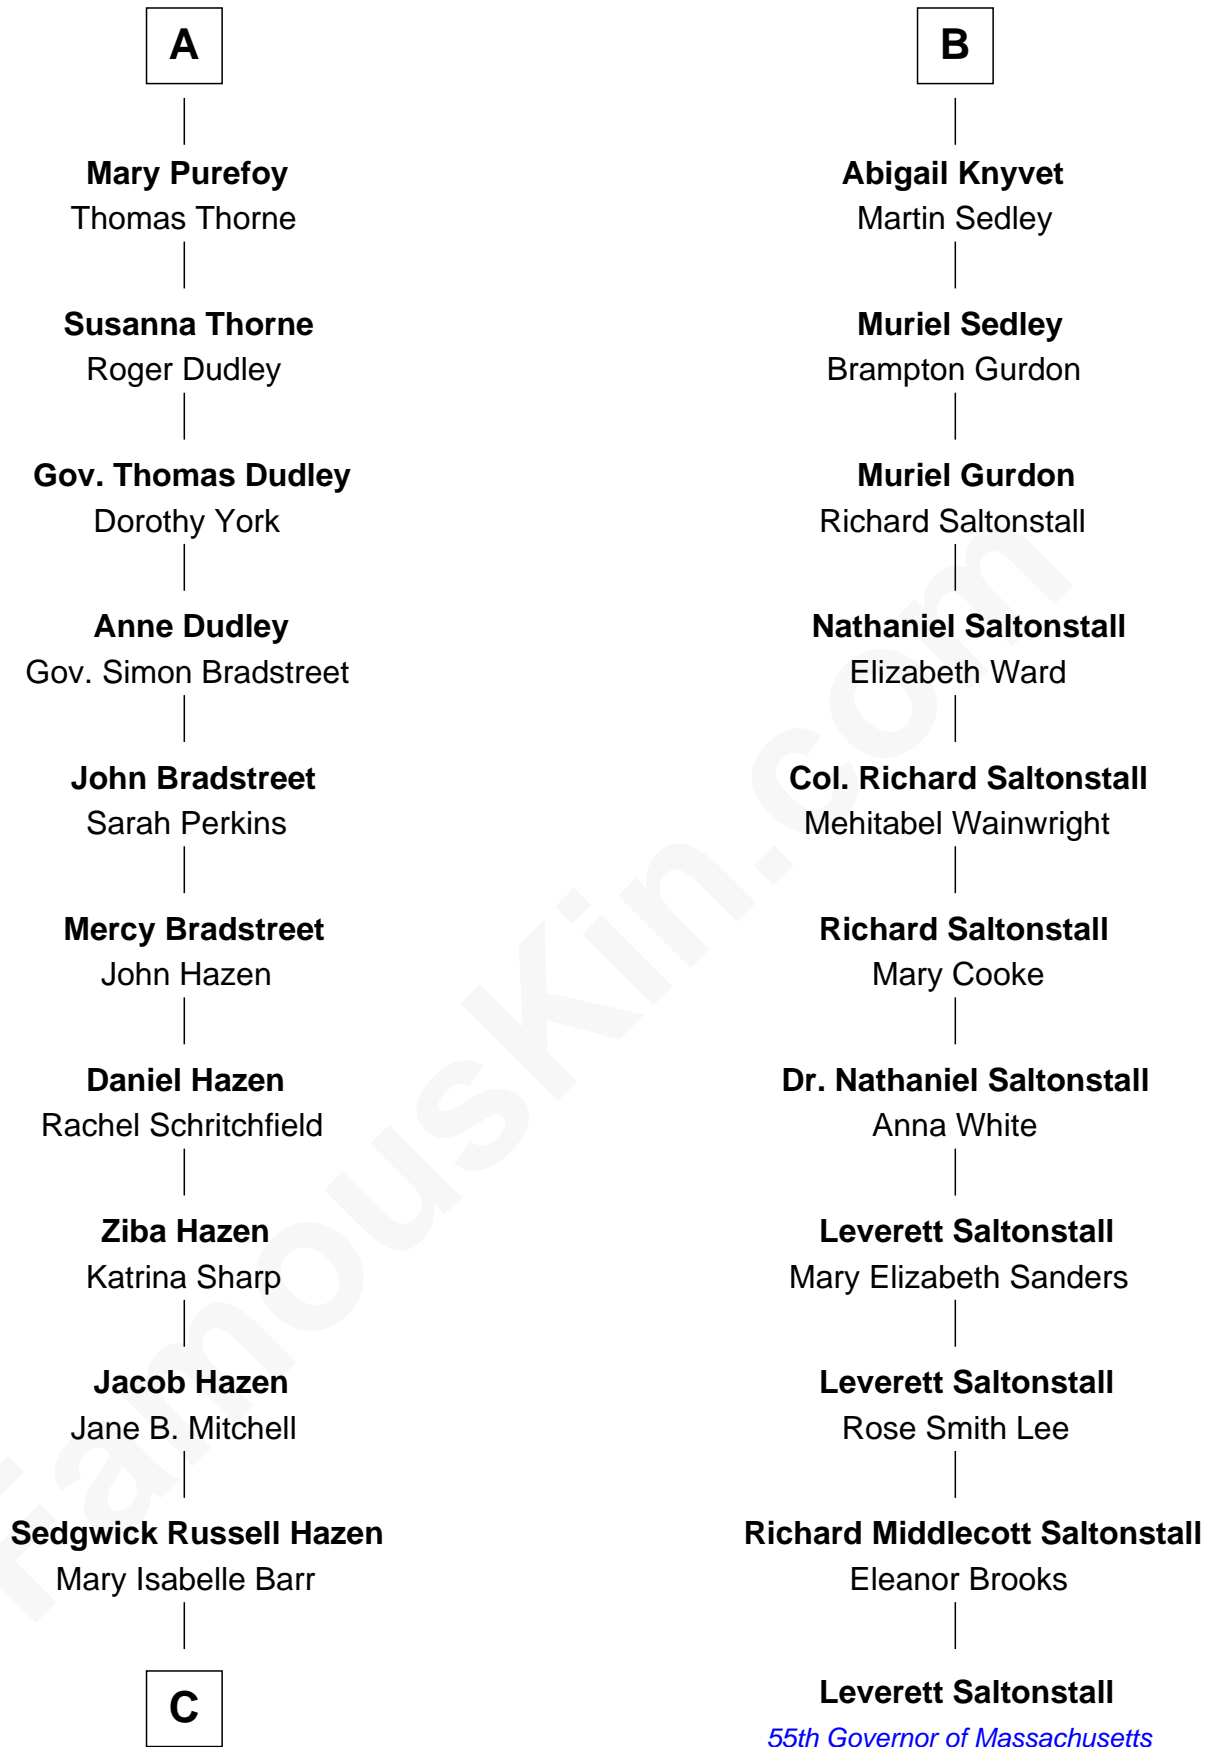 A
Mary Purefoy
Thomas Thorne
Susanna Thorne
Roger Dudley
Gov. Thomas Dudley
Dorothy York
Anne Dudley
Gov. Simon Bradstreet
John Bradstreet
Sarah Perkins
Mercy Bradstreet
John Hazen
Daniel Hazen
Rachel Schritchfield
Ziba Hazen
Katrina Sharp
Jacob Hazen
Jane B. Mitchell
Sedgwick Russell Hazen
Mary Isabelle Barr
C
B
Abigail Knyvet
Martin Sedley
Muriel Sedley
Brampton Gurdon
Muriel Gurdon
Richard Saltonstall
Nathaniel Saltonstall
Elizabeth Ward
Col. Richard Saltonstall
Mehitabel Wainwright
Richard Saltonstall
Mary Cooke
Dr. Nathaniel Saltonstall
Anna White
Leverett Saltonstall
Mary Elizabeth Sanders
Leverett Saltonstall
Rose Smith Lee
Richard Middlecott Saltonstall
Eleanor Brooks
Leverett Saltonstall
55th Governor of Massachusetts
FamousKin.com